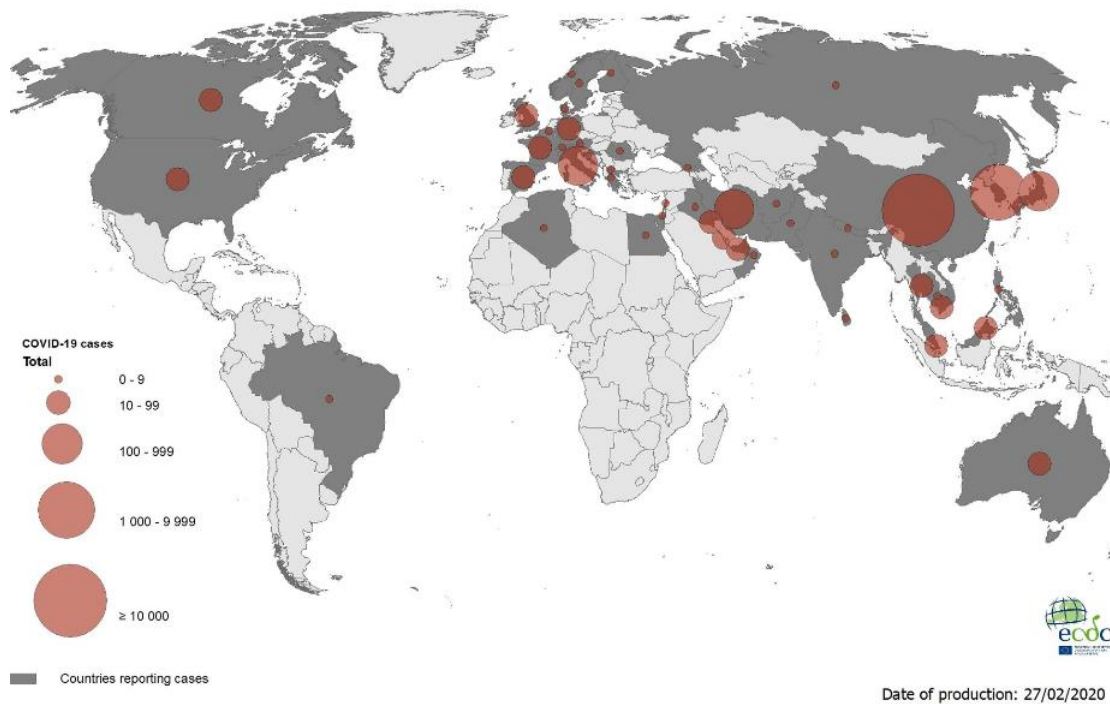 COVID-19 cases
Total
0 - 9
10 - 99
100 - 999
1 000 - 9 999
≥ 10 000
Countries reporting cases
ecdc
Date of production: 27/02/2020